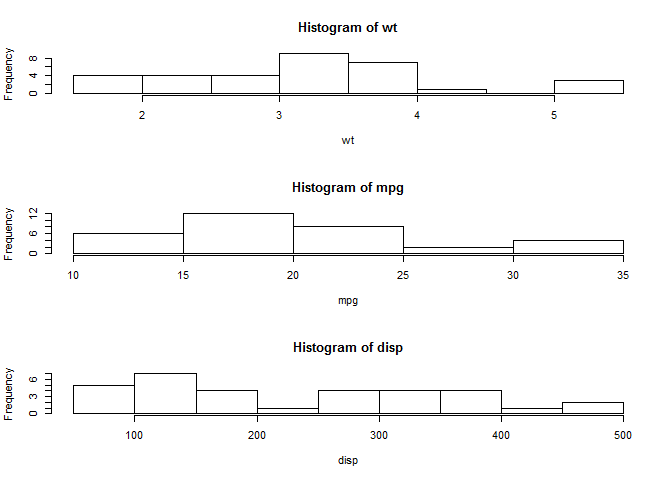 Histogram of wt
Frequency
0 4 8
2 3 4 5
wt
Histogram of mpg
Frequency
0 6 12
10 15 20 25 30 35
mpg
Histogram of disp
Frequency
0 3 6
100 200 300 400 500
disp